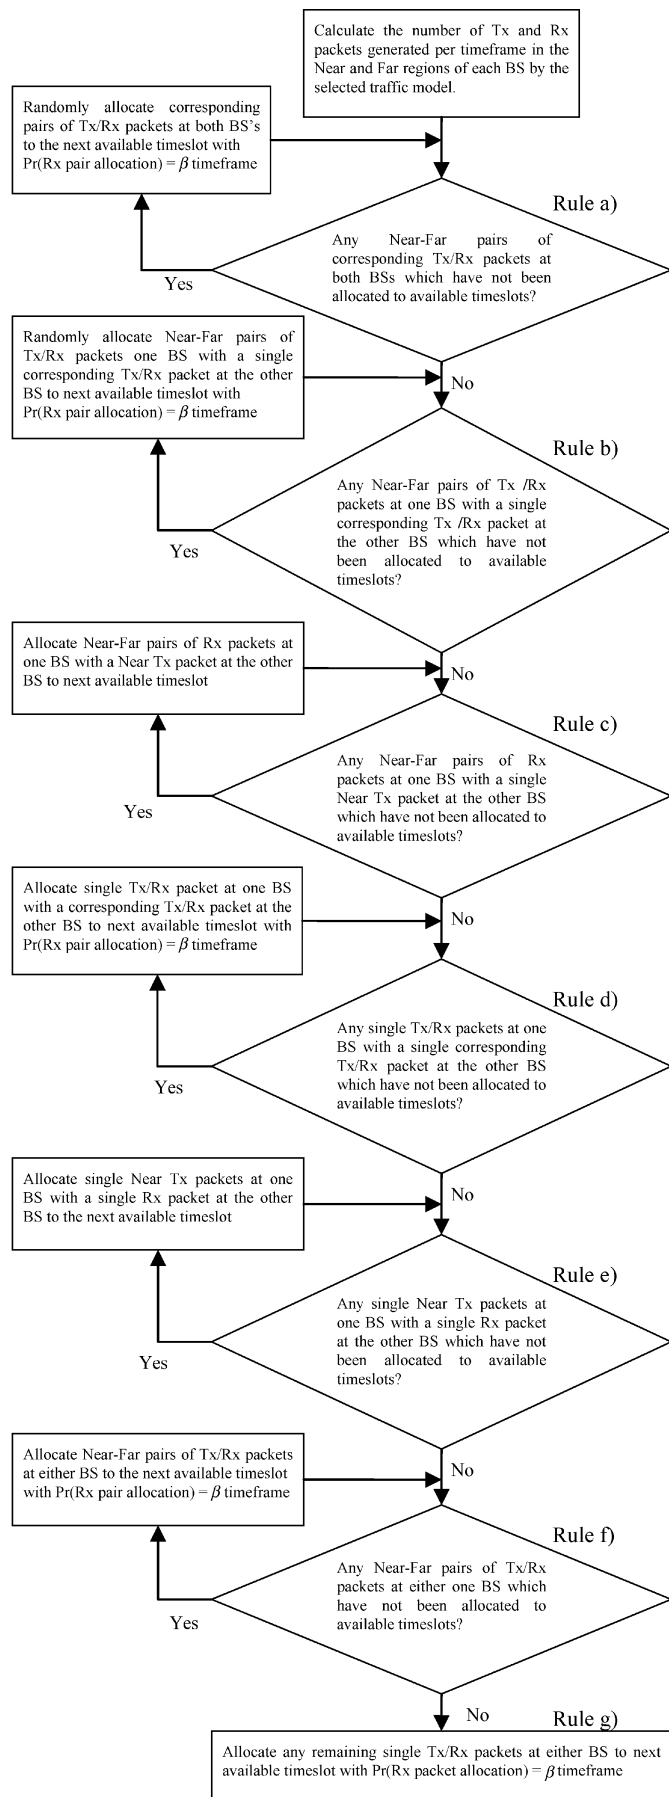 Calculate the number of Tx and Rx
packets generated per timeframe in the
Near and Far regions of each BS by the
selected traffic model.
Randomly allocate corresponding
pairs of Tx/Rx packets at both BS's
to the next available timeslot with
Pr(Rx pair allocation) = β timeframe
Rule a)
Any Near-Far pairs of
corresponding Tx/Rx packets at
both BSs which have not been
allocated to available timeslots?
Yes
Randomly allocate Near-Far pairs of
Tx/Rx packets one BS with a single
corresponding Tx/Rx packet at the other
BS to next available timeslot with
Pr(Rx pair allocation) = β timeframe
No
Rule b)
Any Near-Far pairs of Tx /Rx
packets at one BS with a single
corresponding Tx /Rx packet at
the other BS which have not
been allocated to available
timeslots?
Yes
Allocate Near-Far pairs of Rx packets at
one BS with a Near Tx packet at the other
BS to next available timeslot
No
Rule c)
Any Near-Far pairs of Rx
packets at one BS with a single
Near Tx packet at the other BS
which have not been allocated to
available timeslots?
Yes
Allocate single Tx/Rx packet at one BS
with a corresponding Tx/Rx packet at the
other BS to next available timeslot with
Pr(Rx pair allocation) = β timeframe
No
Rule d)
Any single Tx/Rx packets at one
BS with a single corresponding
Tx/Rx packet at the other BS
which have not been allocated to
available timeslots?
Yes
Allocate single Near Tx packets at one
BS with a single Rx packet at the other
BS to the next available timeslot
No
Rule e)
Any single Near Tx packets at
one BS with a single Rx packet
at the other BS which have not
been allocated to available
timeslots?
Yes
Allocate Near-Far pairs of Tx/Rx packets
at either BS to the next available timeslot
with Pr(Rx pair allocation) = β timeframe
No
Rule f)
Any Near-Far pairs of Tx/Rx
packets at either one BS which
have not been allocated to
available timeslots?
Yes
No
Rule g)
Allocate any remaining single Tx/Rx packets at either BS to next
available timeslot with Pr(Rx packet allocation) = β timeframe